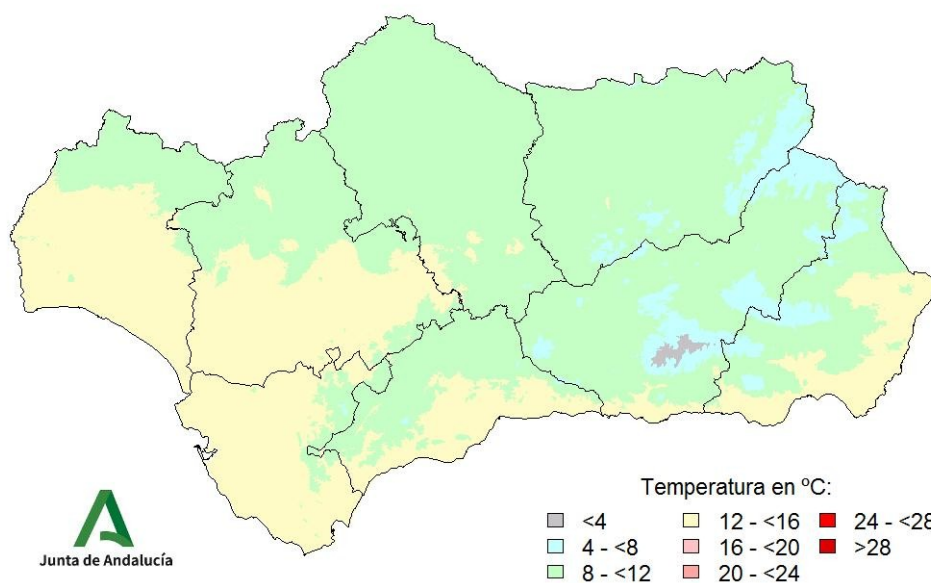 Temperatura en ºC:
<4
12 - <16
24 - <28
4 - <8
16 - <20
>28
8 - <12
20 - <24
Junta de Andalucía